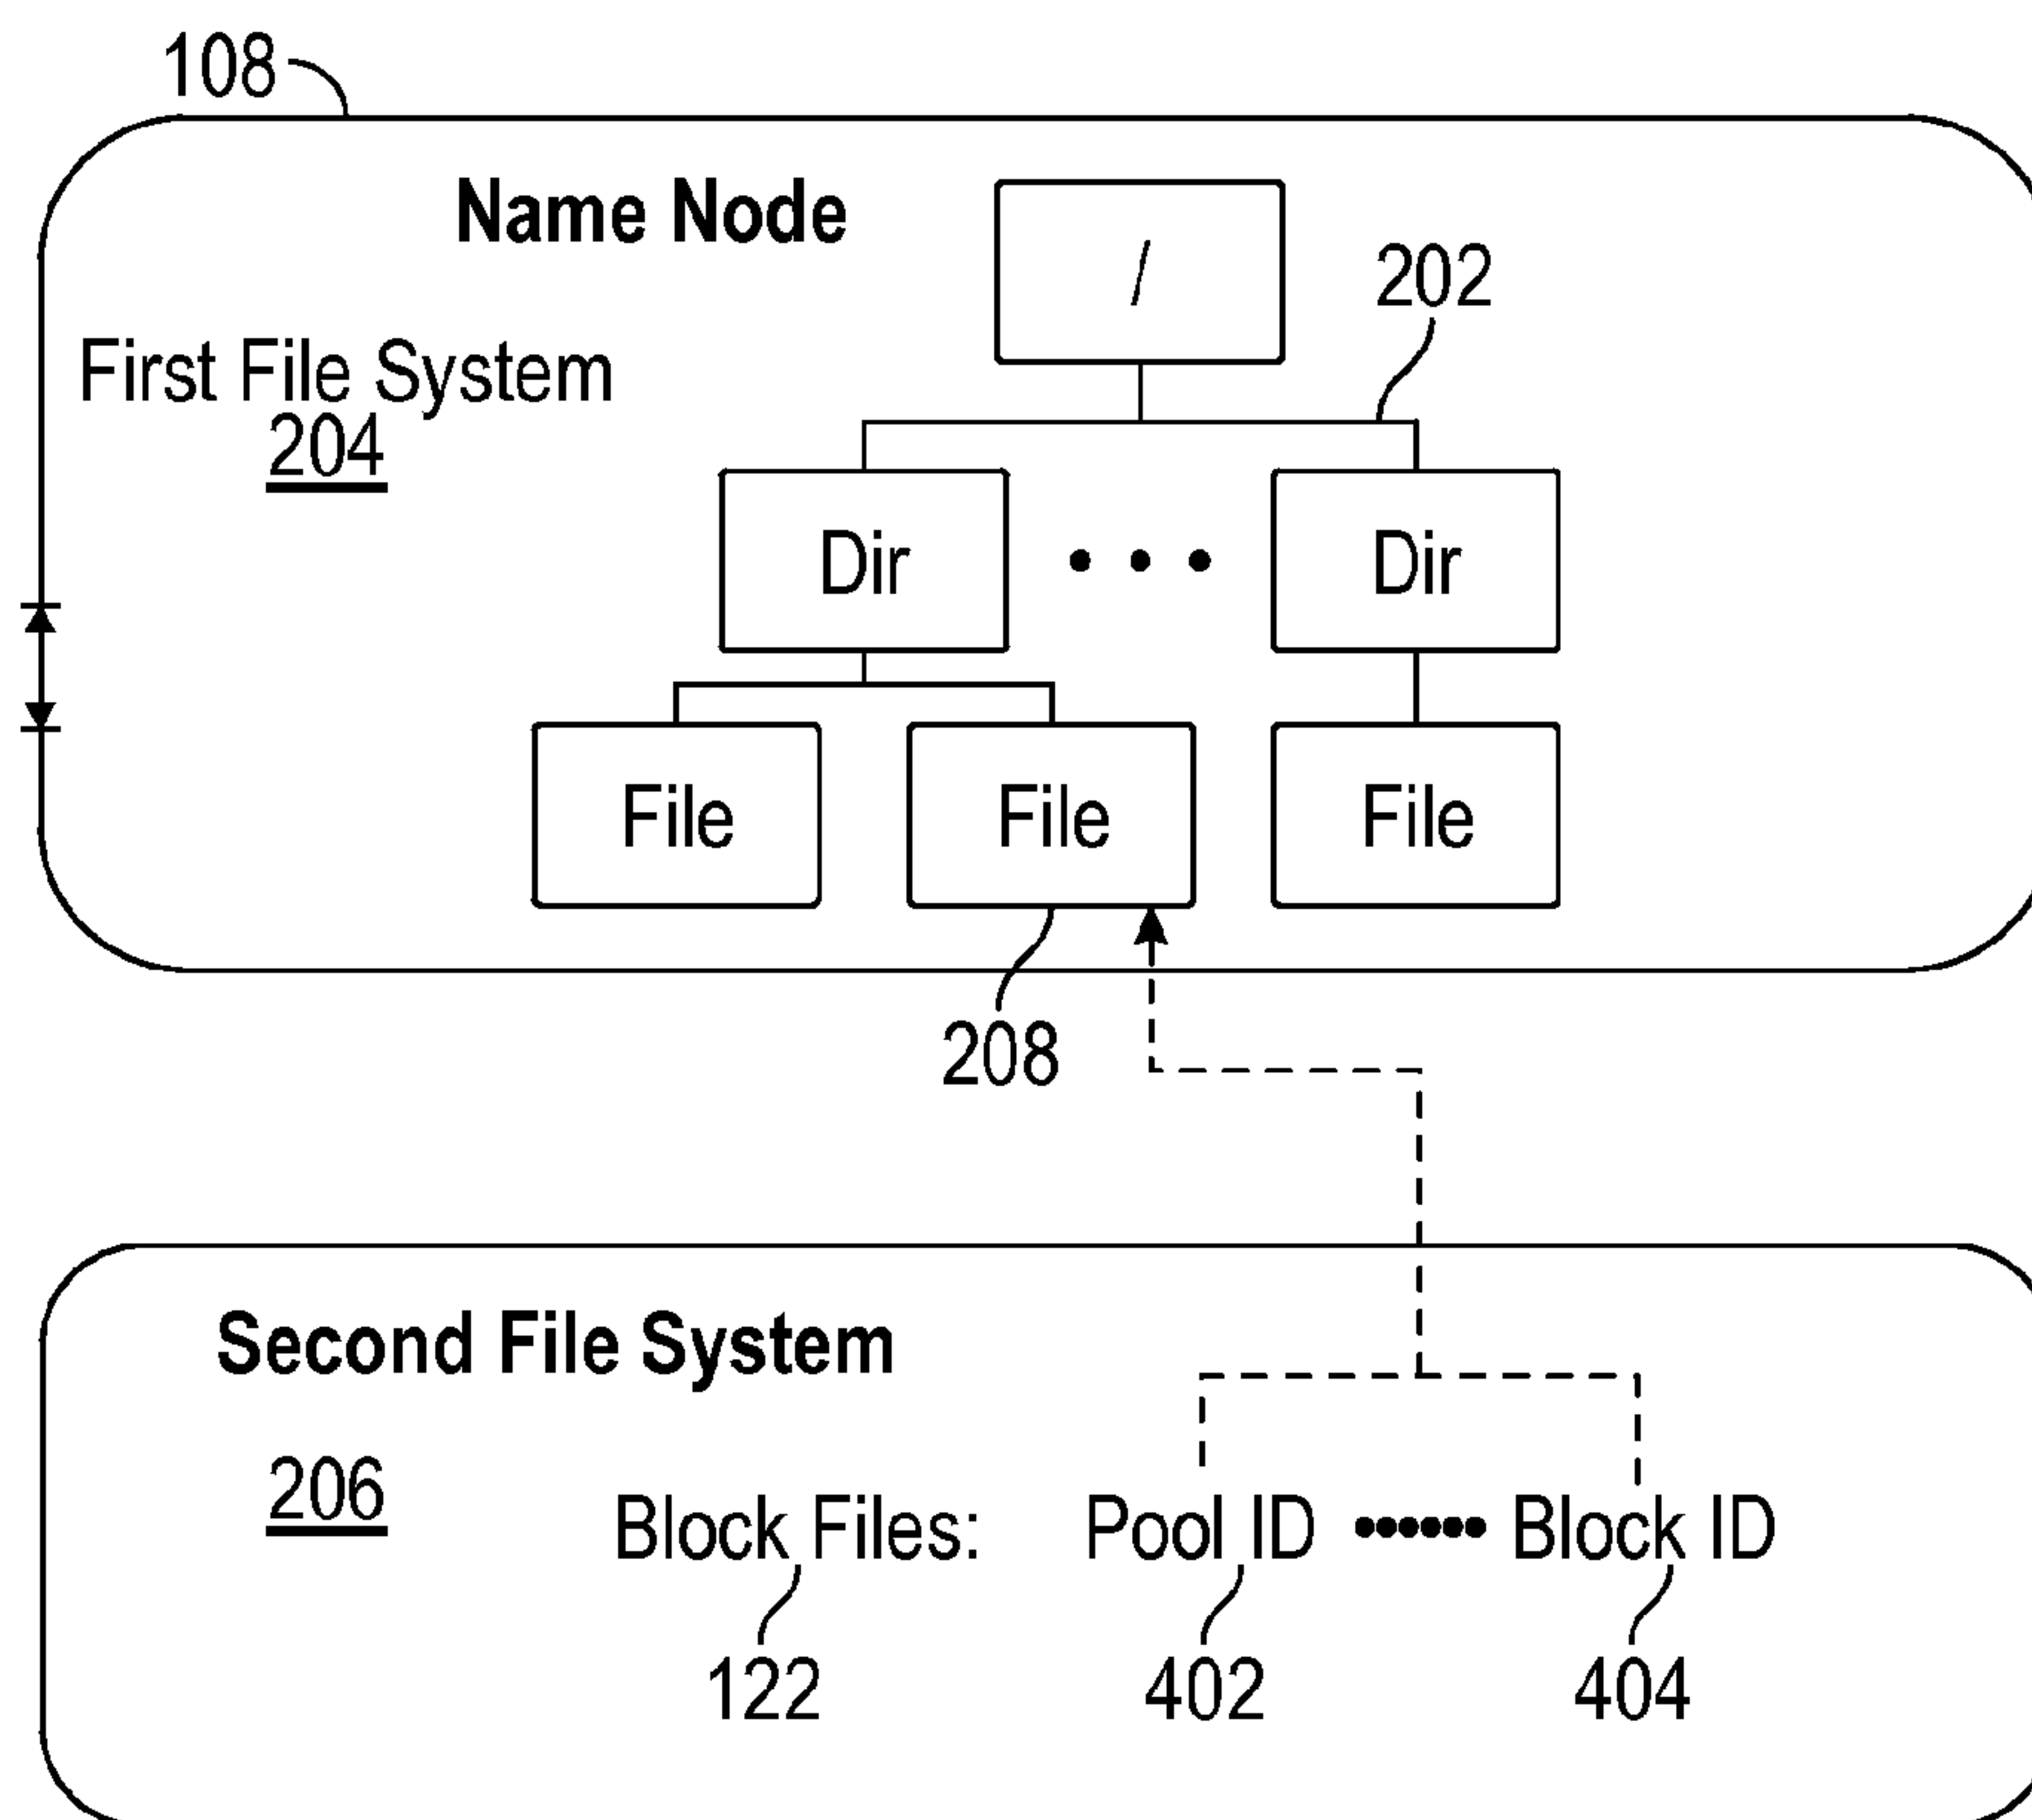 108
Name Node
/
202
First File System
204
Dir • • • Dir
File File File
208
Second File System
206
Block Files: Pool ID •••••• Block ID
122 402 404